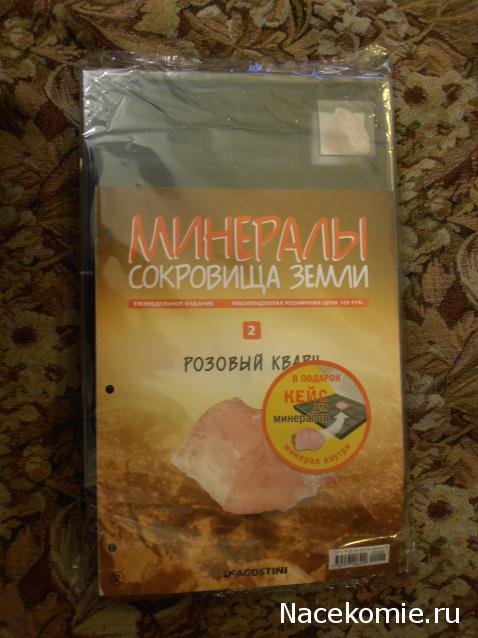 МИНЕРАЛЫ
СОКРОВИЩА ЗЕМЛИ
ЕЖЕНЕДЕЛЬНОЕ ИЗДАНИЕ РЕКОМЕНДУЕМАЯ РОЗНИЧНАЯ ЦЕНА 129 РУБ.
2
РОЗОВЫЙ КВАРЦ
В ПОДАРОК
КЕЙС
для
минералов
минерал внутри
DeAGOSTINI
Nacekomie.ru